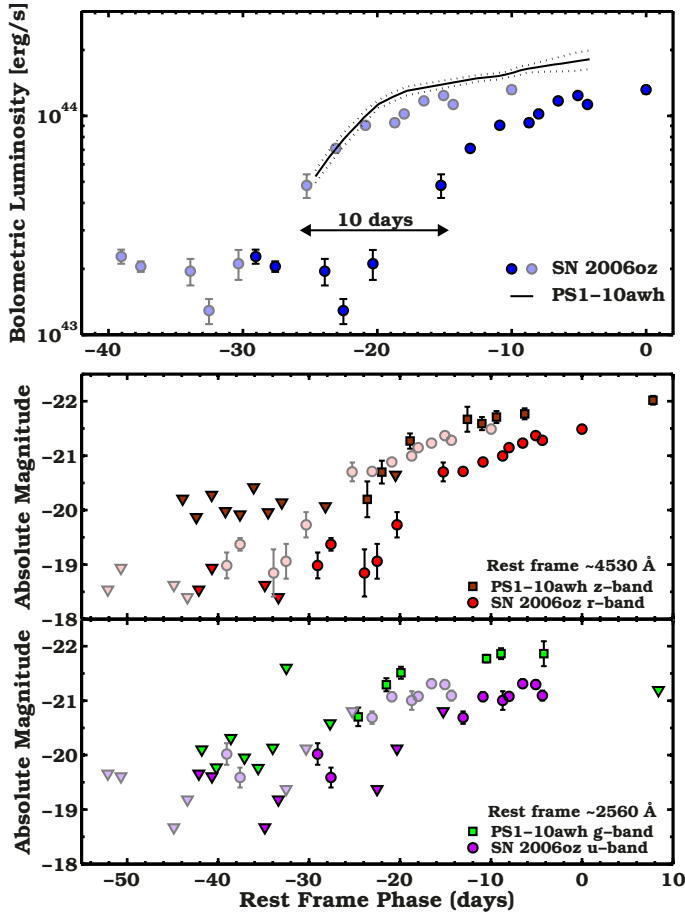 Bolometric Luminosity [erg/s]
10^44
10^43
10 days
SN 2006oz
PS1−10awh
−40 −30 −20 −10 0
Absolute Magnitude
−22
−21
−20
−19
−18
Rest frame ~4530 Å
PS1−10awh z−band
SN 2006oz r−band
Absolute Magnitude
−22
−21
−20
−19
−18
Rest frame ~2560 Å
PS1−10awh g−band
SN 2006oz u−band
−50 −40 −30 −20 −10 0 10
Rest Frame Phase (days)